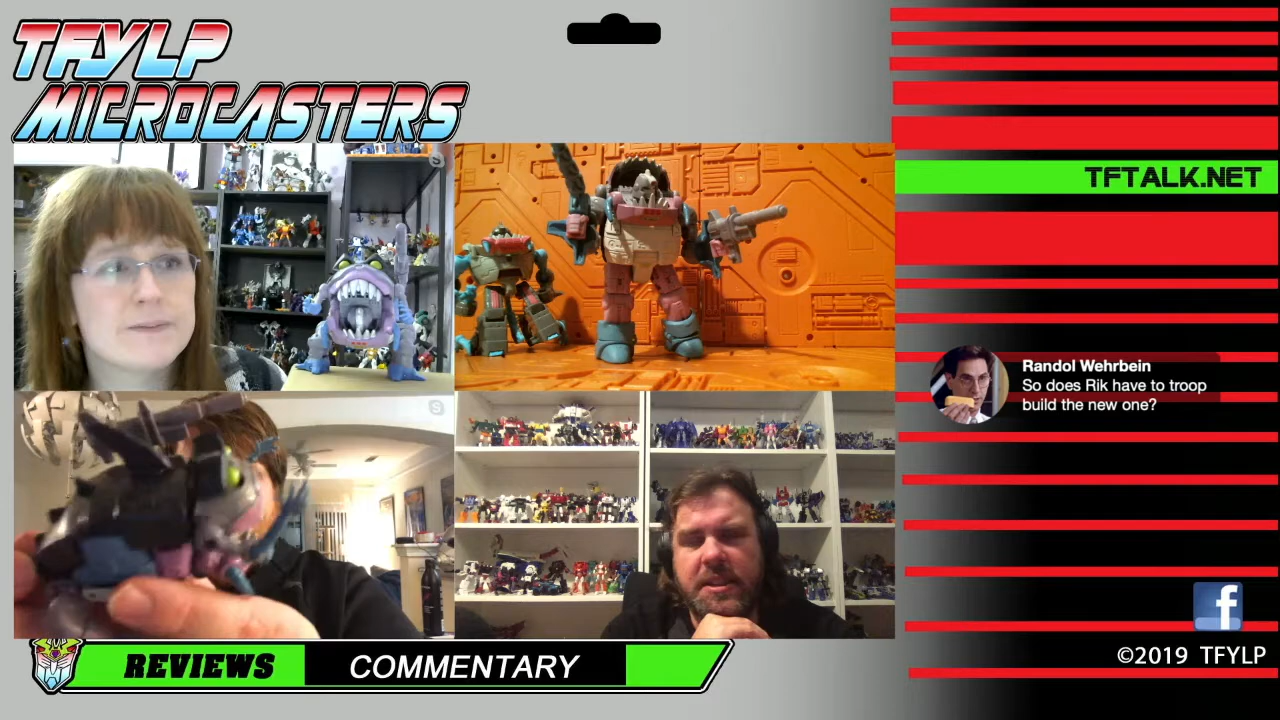 TFYLP
MICROCASTERS
TFTALK.NET
Randol Wehrbein
So does Rik have to troop
build the new one?
f
REVIEWS
COMMENTARY
©2019 TFYLP